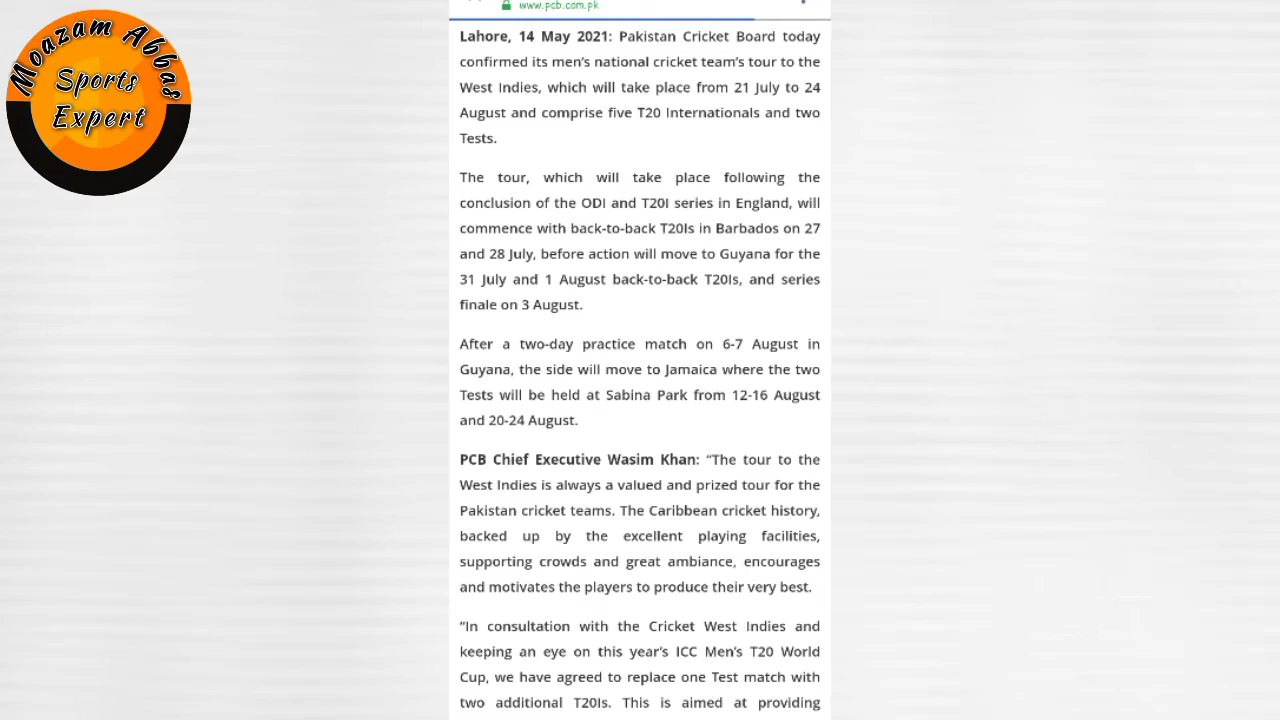 Moazam Abbas
Sports
Expert
www.pcb.com.pk
Lahore, 14 May 2021: Pakistan Cricket Board today
confirmed its men's national cricket team's tour to the
West Indies, which will take place from 21 July to 24
August and comprise five T20 Internationals and two
Tests.
The tour, which will take place following the
conclusion of the ODI and T20I series in England, will
commence with back-to-back T20Is in Barbados on 27
and 28 July, before action will move to Guyana for the
31 July and 1 August back-to-back T20Is, and series
finale on 3 August.
After a two-day practice match on 6-7 August in
Guyana, the side will move to Jamaica where the two
Tests will be held at Sabina Park from 12-16 August
and 20-24 August.
PCB Chief Executive Wasim Khan: “The tour to the
West Indies is always a valued and prized tour for the
Pakistan cricket teams. The Caribbean cricket history,
backed up by the excellent playing facilities,
supporting crowds and great ambiance, encourages
and motivates the players to produce their very best.
“In consultation with the Cricket West Indies and
keeping an eye on this year's ICC Men's T20 World
Cup, we have agreed to replace one Test match with
two additional T20Is. This is aimed at providing